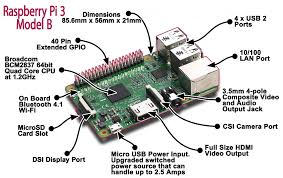 Raspberry Pi 3
Model B
Dimensions
85.6mm x 56mm x 21mm
4 x USB 2
Ports
40 Pin
Extended GPIO
Broadcom
BCM2837 64bit
Quad Core CPU
at 1.2GHz
10/100
LAN Port
On Board
Bluetooth 4.1
Wi-Fi
3.5mm 4-pole
Composite Video
and Audio
Output Jack
MicroSD
Card Slot
CSI Camera Port
DSI Display Port
Full Size HDMI
Video Output
Micro USB Power Input.
Upgraded switched
power source that can
handle up to 2.5 Amps